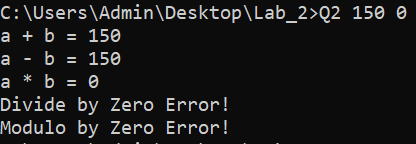 C:\Users\Admin\Desktop\Lab_2>Q2 150 0
a + b = 150
a - b = 150
a * b = 0
Divide by Zero Error!
Modulo by Zero Error!